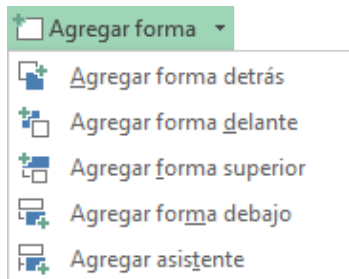 Agregar forma
Agregar forma detrás
Agregar forma delante
Agregar forma superior
Agregar forma debajo
Agregar asistente